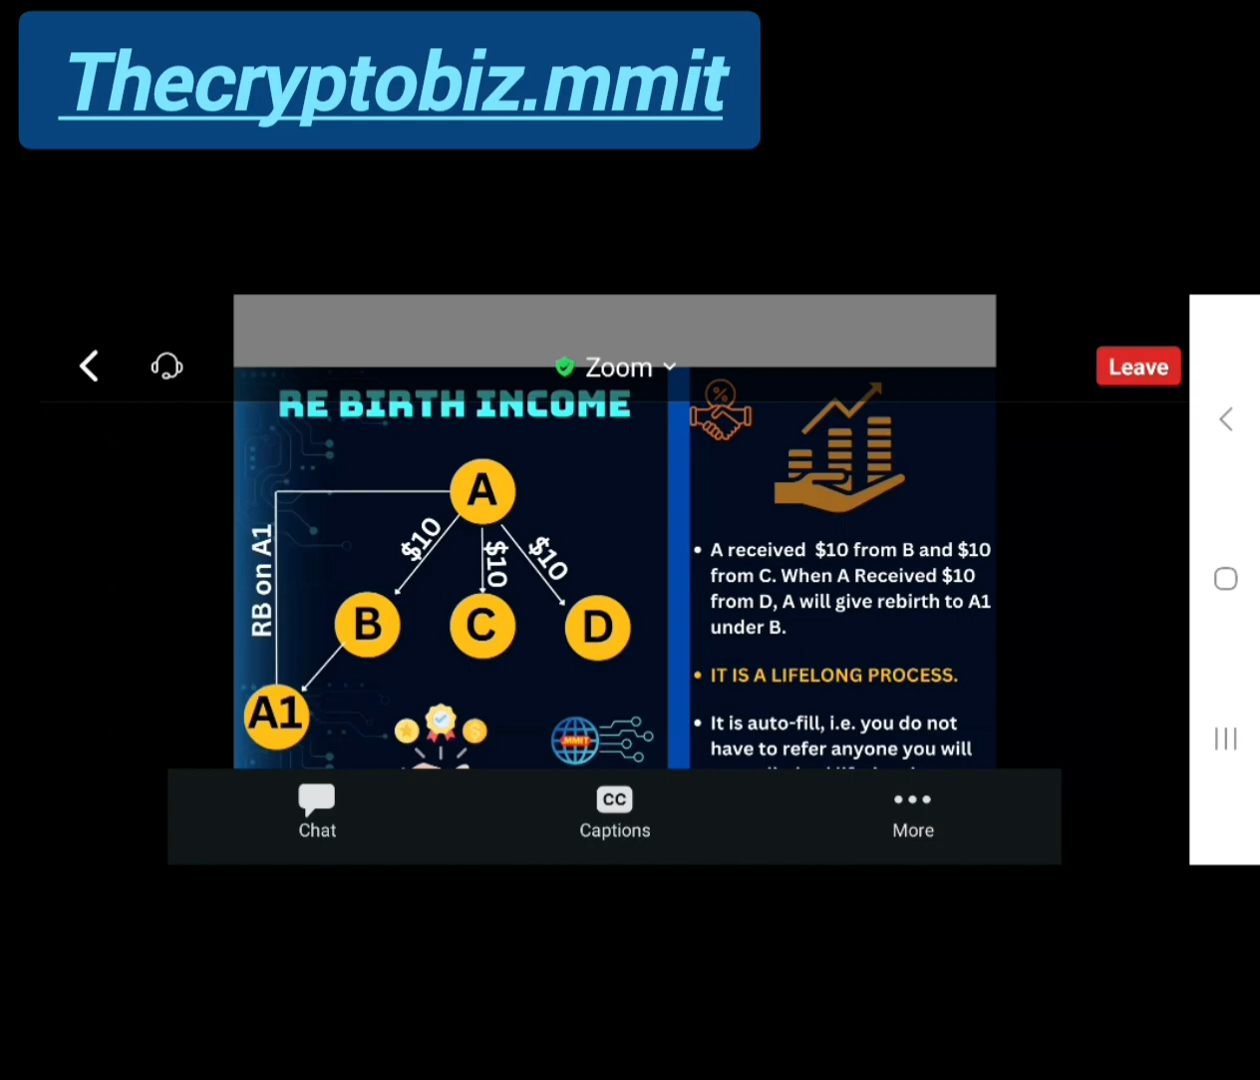 Thecryptobiz.mmit
Zoom
Leave
RE BIRTH INCOME
A
$10
$10
$10
RB on A1
B
C
D
A1
MMIT
• A received $10 from B and $10
from C. When A Received $10
from D, A will give rebirth to A1
under B.
• IT IS A LIFELONG PROCESS.
• It is auto-fill, i.e. you do not
have to refer anyone you will
Chat
CC
Captions
More